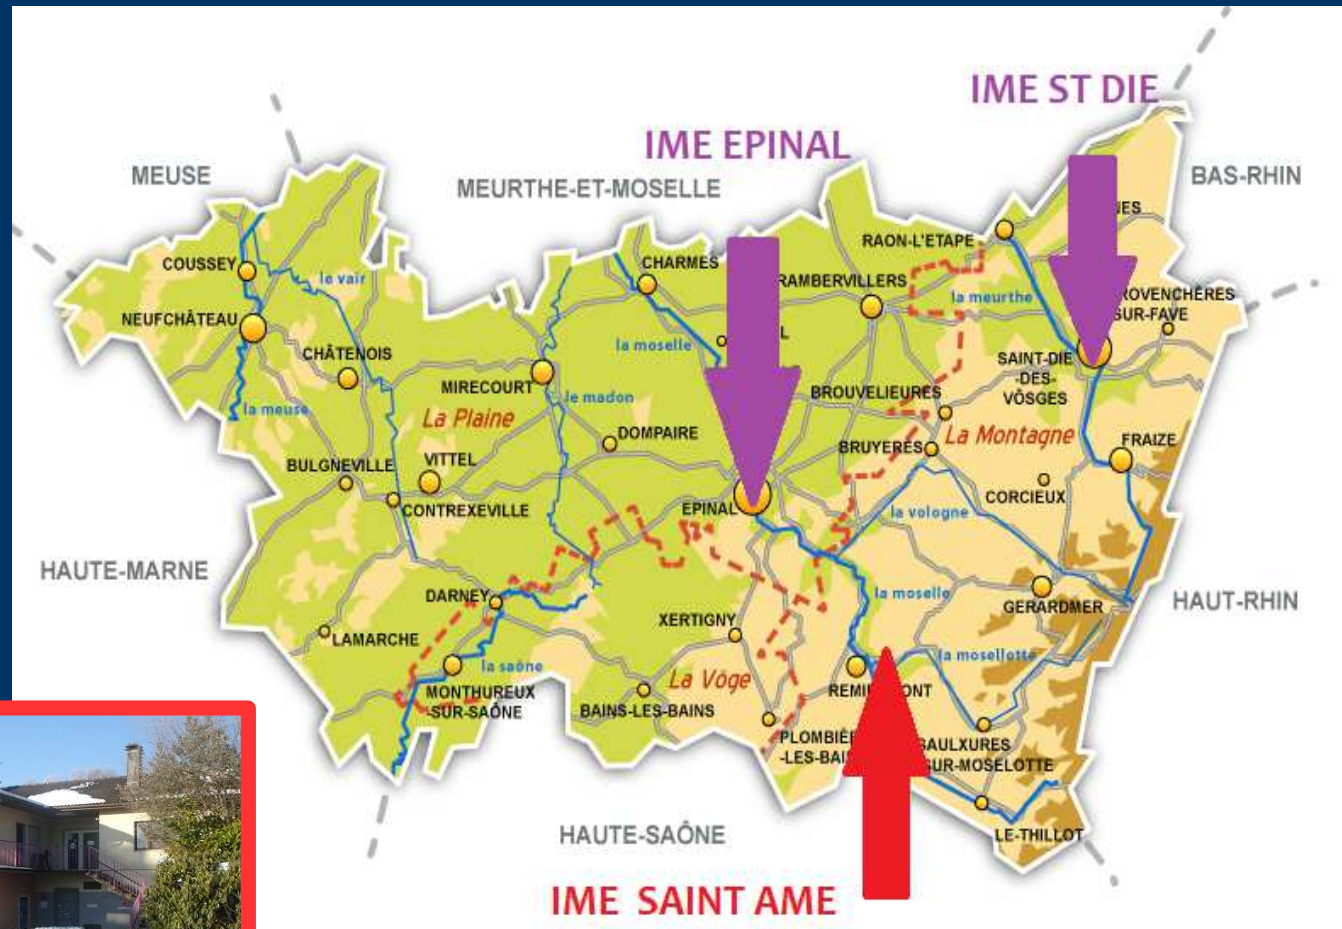 IME ST DIE
IME EPINAL
MEUSE
MEURTHE-ET-MOSELLE
BAS-RHIN
RAON-L'ETAPE
COUSSEY
le vair
CHARMES
RAMBERVILLERS
la meurthe
NEUFCHÂTEAU
SUR-FAVE
CHÂTENOIS
la moselle
SAINT-DIE
-DES-
VÔSGES
MIRECOURT
le madon
BROUVELIEURES
la meuse
La Plaine
DOMPAIRE
La Montagne
FRAIZE
BRUYERES
BULGNEVILLE
VITTEL
CORCIEUX
CONTREXEVILLE
EPINAL
la vologne
HAUTE-MARNE
DARNEY
la moselle
GERARDMER
HAUT-RHIN
XERTIGNY
LAMARCHE
la mosellotte
la saône
La Vôge
MONTHUREUX
-SUR-SAÔNE
BAINS-LES-BAINS
SAULXURES
SUR-MOSELOTTE
LE-THILLOT
HAUTE-SAÔNE
IME SAINT AME